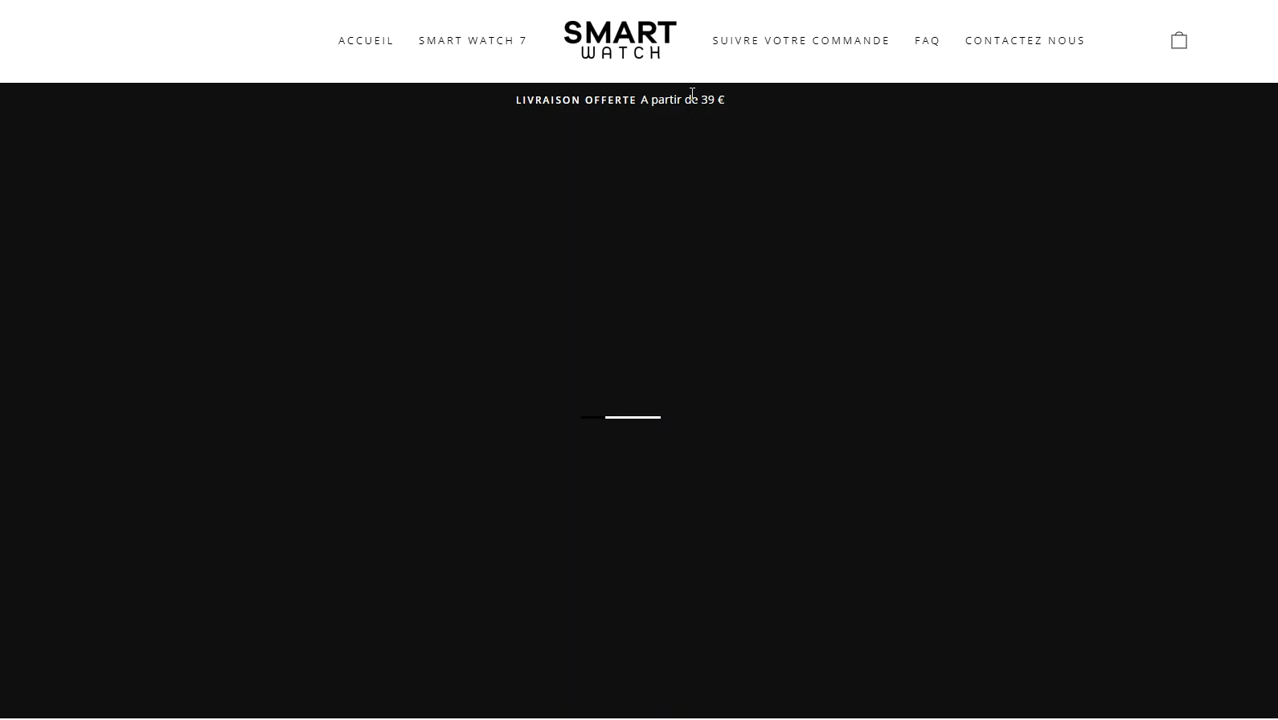 ACCUEIL SMART WATCH 7 SMART WATCH SUIVRE VOTRE COMMANDE FAQ CONTACTEZ NOUS
LIVRAISON OFFERTE A partir de 39 €